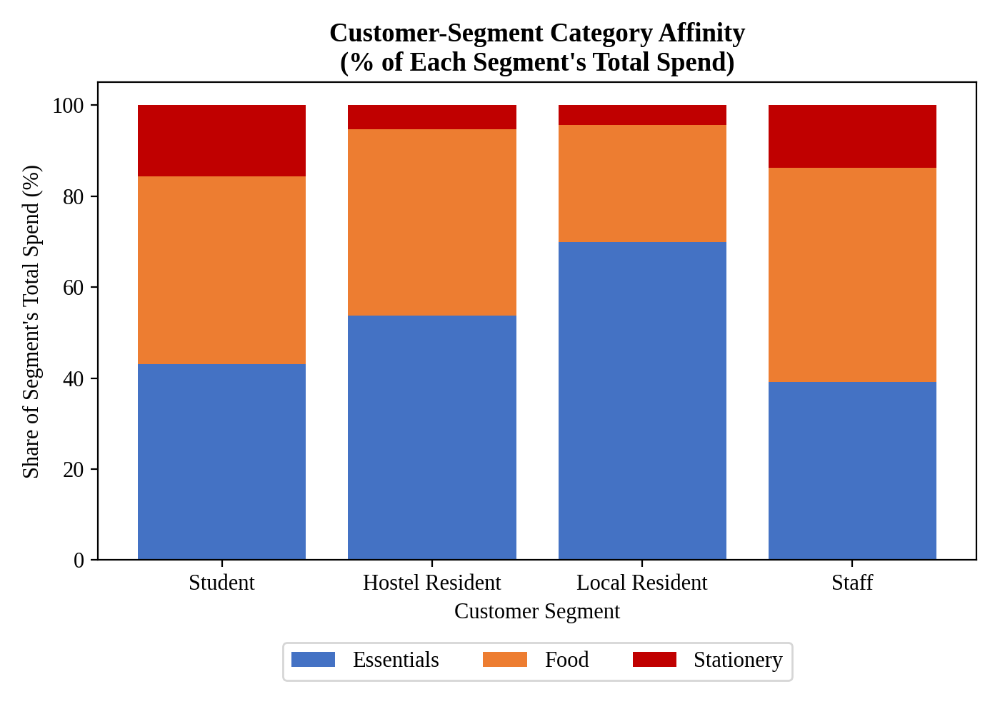 Customer-Segment Category Affinity
(% of Each Segment's Total Spend)
Share of Segment's Total Spend (%)
100
80
60
40
20
0
Student Hostel Resident Local Resident Staff
Customer Segment
Essentials Food Stationery